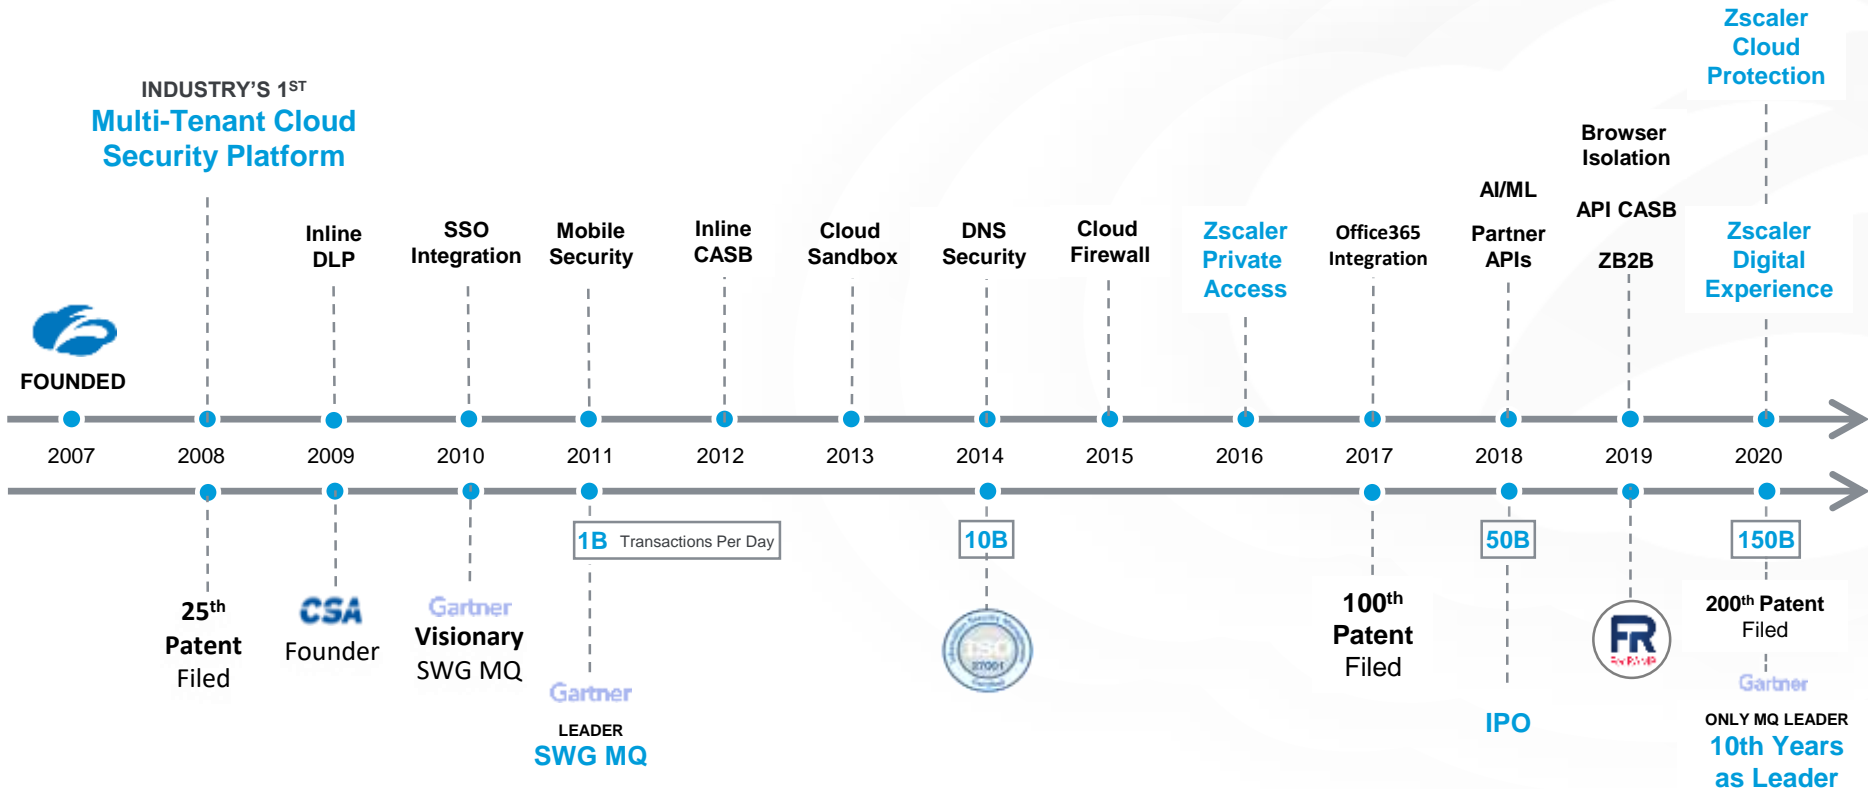 Zscaler
Cloud
Protection
INDUSTRY'S 1ST
Multi-Tenant Cloud
Security Platform
Browser
Isolation
AI/ML
API CASB
Inline
DLP
SSO
Integration
Mobile
Security
Inline
CASB
Cloud
Sandbox
DNS
Security
Cloud
Firewall
Zscaler
Private
Access
Office365
Integration
Partner
APIs
ZB2B
Zscaler
Digital
Experience
FOUNDED
2007 2008 2009 2010 2011 2012 2013 2014 2015 2016 2017 2018 2019 2020
1B Transactions Per Day
10B
50B
150B
25th
Patent
Filed
CSA
Founder
Gartner
Visionary
SWG MQ
Gartner
LEADER
SWG MQ
ISO
27001
100th
Patent
Filed
IPO
FR
FedRAMP
200th Patent
Filed
Gartner
ONLY MQ LEADER
10th Years
as Leader